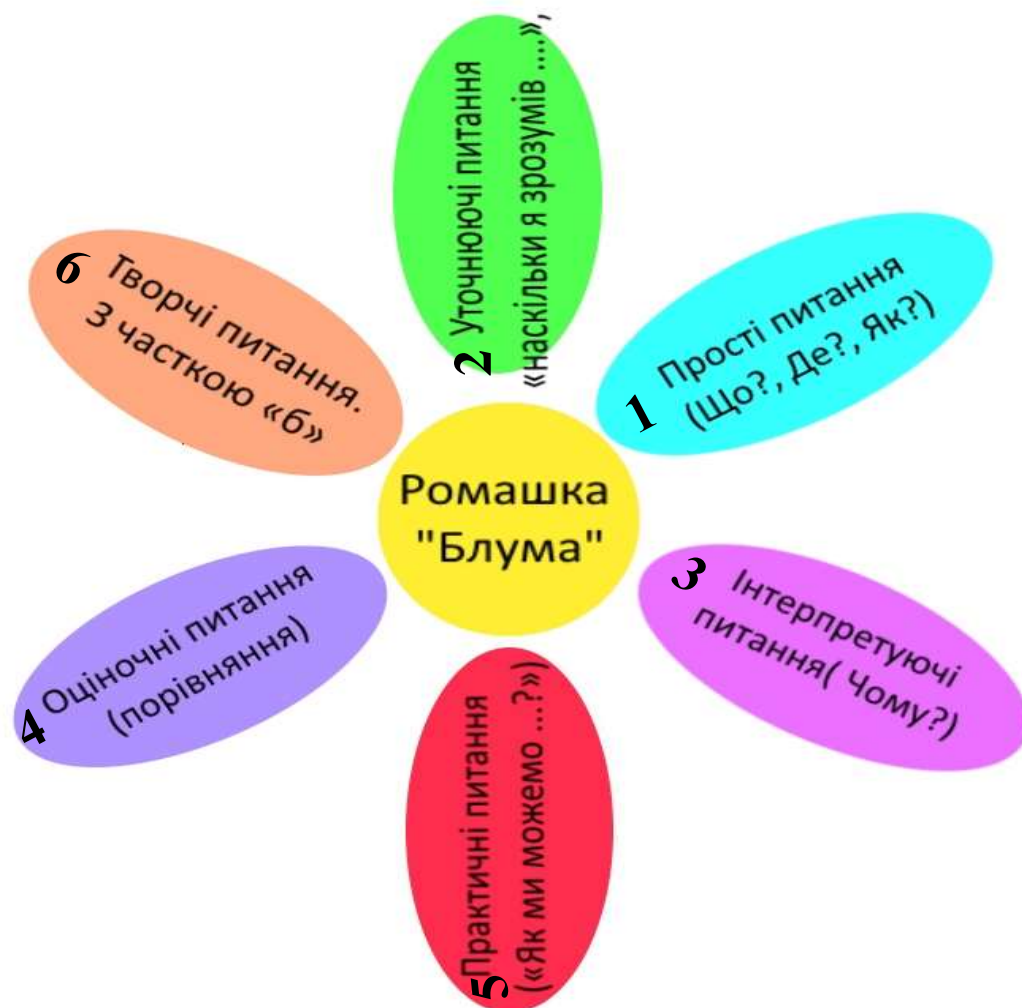 Ромашка
"Блума"
1 Прості питання
(Що?, Де?, Як?)
2 Уточнюючі питання
«наскільки я зрозумів ....»,
3 Інтерпретуючі
питання( Чому?)
4 Оціночні питання
(порівняння)
5 Практичні питання
(«Як ми можемо ...?»)
6 Творчі питання.
З часткою «б»